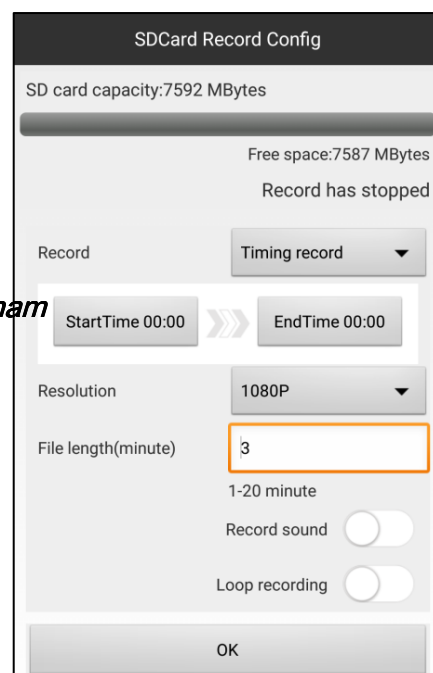 SDCard Record Config
SD card capacity:7592 MBytes
Free space:7587 MBytes
Record has stopped
Record Timing record
nam
StartTime 00:00 EndTime 00:00
Resolution 1080P
File length(minute) 3
1-20 minute
Record sound
Loop recording
OK